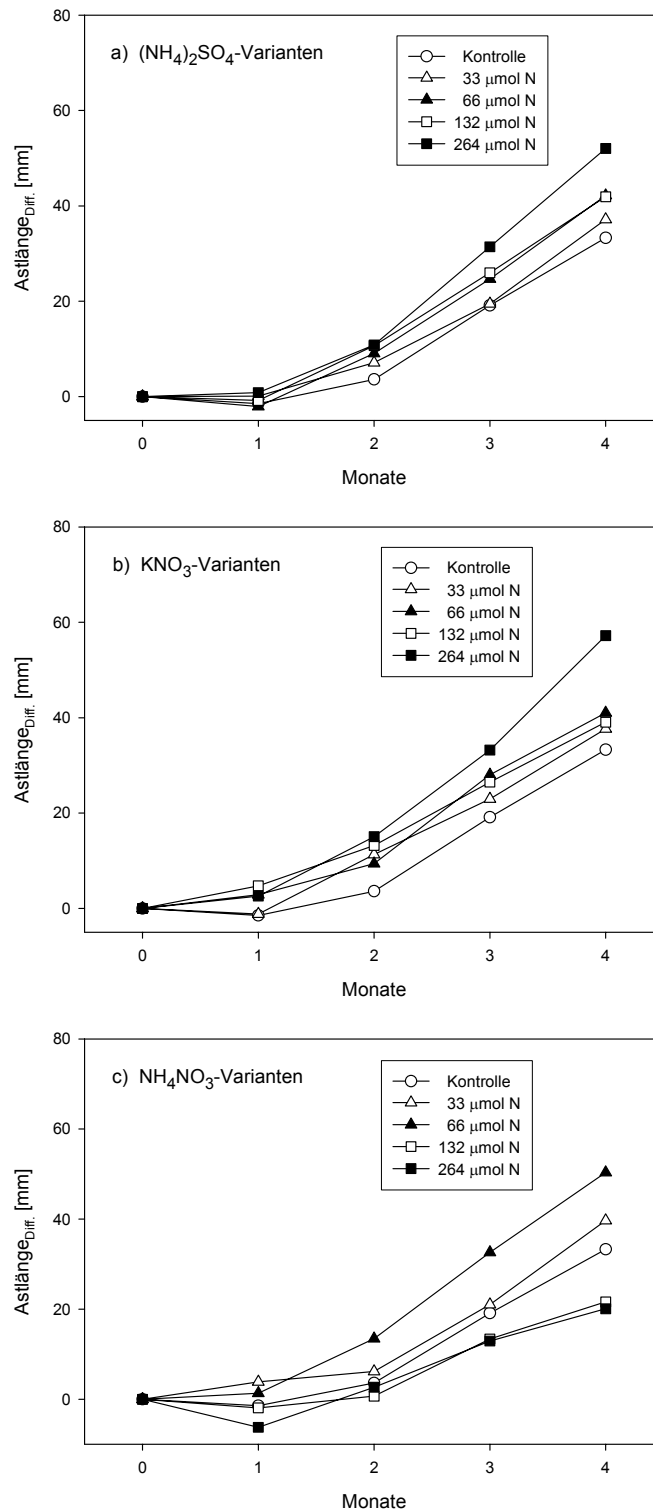 80
a) (NH₄)₂SO₄-Varianten
Kontrolle
33 μmol N
66 μmol N
132 μmol N
264 μmol N
60
40
20
0
Astlänge_Diff. [mm]
0 1 2 3 4
Monate
80
b) KNO₃-Varianten
Kontrolle
33 μmol N
66 μmol N
132 μmol N
264 μmol N
60
40
20
0
Astlänge_Diff. [mm]
0 1 2 3 4
Monate
80
c) NH₄NO₃-Varianten
Kontrolle
33 μmol N
66 μmol N
132 μmol N
264 μmol N
60
40
20
0
Astlänge_Diff. [mm]
0 1 2 3 4
Monate